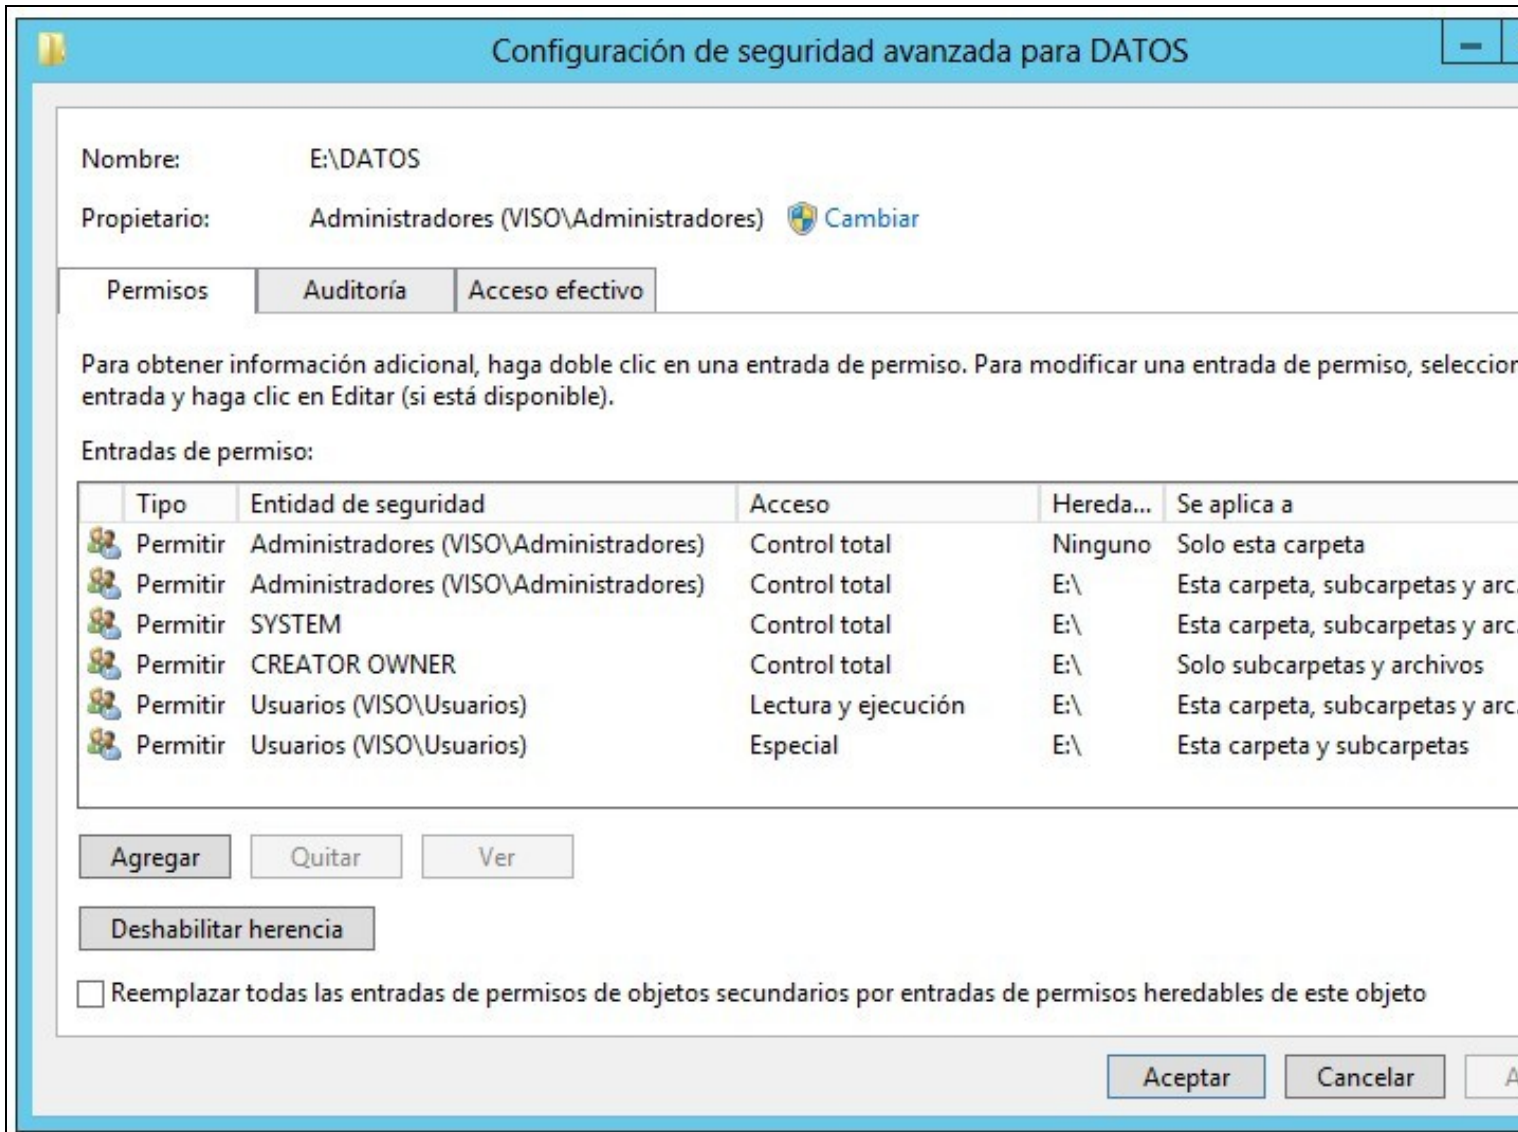 Configuración de seguridad avanzada para DATOS
Nombre: E:\DATOS
Propietario: Administradores (VISO\Administradores) Cambiar
Permisos Auditoría Acceso efectivo
Para obtener información adicional, haga doble clic en una entrada de permiso. Para modificar una entrada de permiso, seleccion
entrada y haga clic en Editar (si está disponible).
Entradas de permiso:
Tipo Entidad de seguridad Acceso Hereda... Se aplica a
Permitir Administradores (VISO\Administradores) Control total Ninguno Solo esta carpeta
Permitir Administradores (VISO\Administradores) Control total E:\ Esta carpeta, subcarpetas y arc.
Permitir SYSTEM Control total E:\ Esta carpeta, subcarpetas y arc.
Permitir CREATOR OWNER Control total E:\ Solo subcarpetas y archivos
Permitir Usuarios (VISO\Usuarios) Lectura y ejecución E:\ Esta carpeta, subcarpetas y arc.
Permitir Usuarios (VISO\Usuarios) Especial E:\ Esta carpeta y subcarpetas
Agregar Quitar Ver
Deshabilitar herencia
Reemplazar todas las entradas de permisos de objetos secundarios por entradas de permisos heredables de este objeto
Aceptar Cancelar A